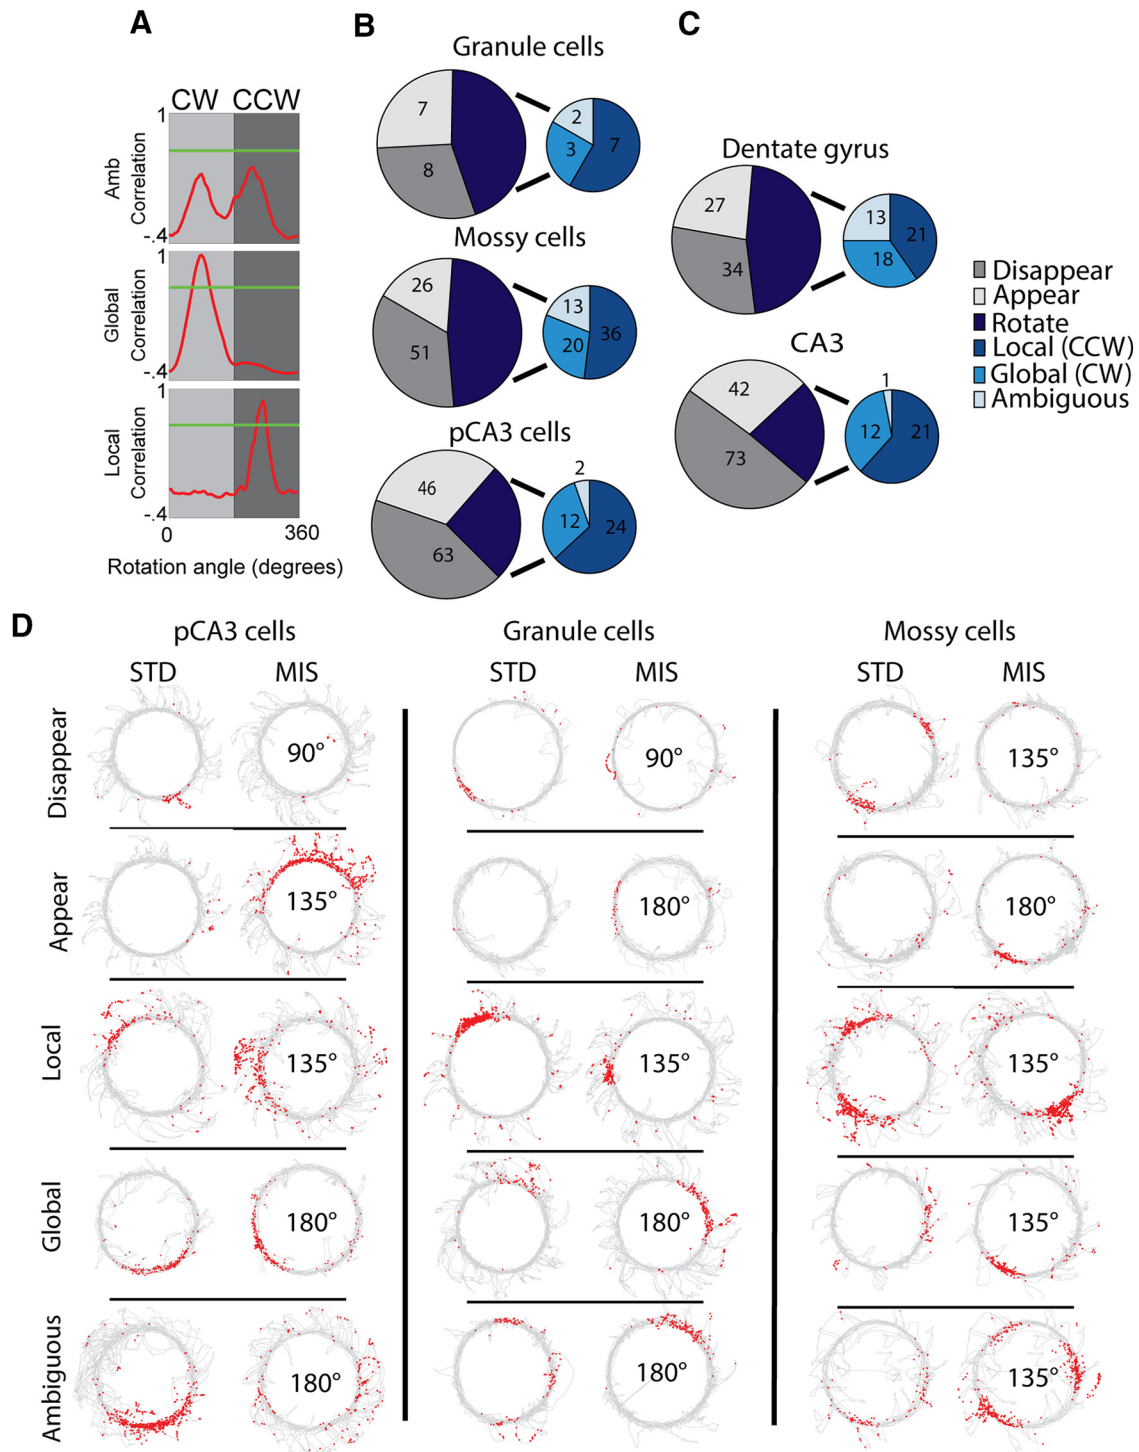 A
CW CCW
1
Amb
Correlation
-.4
1
Global
Correlation
-.4
1
Local
Correlation
-.4
0
360
Rotation angle (degrees)
B
Granule cells
7
8
2
3
7
Mossy cells
26
51
13
20
36
pCA3 cells
46
63
2
12
24
C
Dentate gyrus
27
34
13
18
21
CA3
42
73
1
12
21
Disappear
Appear
Rotate
Local (CCW)
Global (CW)
Ambiguous
D
pCA3 cells Granule cells Mossy cells
STD MIS STD MIS STD MIS
Disappear
90° 90° 135°
Appear
135° 180° 180°
Local
135° 135° 135°
Global
180° 180° 135°
Ambiguous
180° 180° 135°